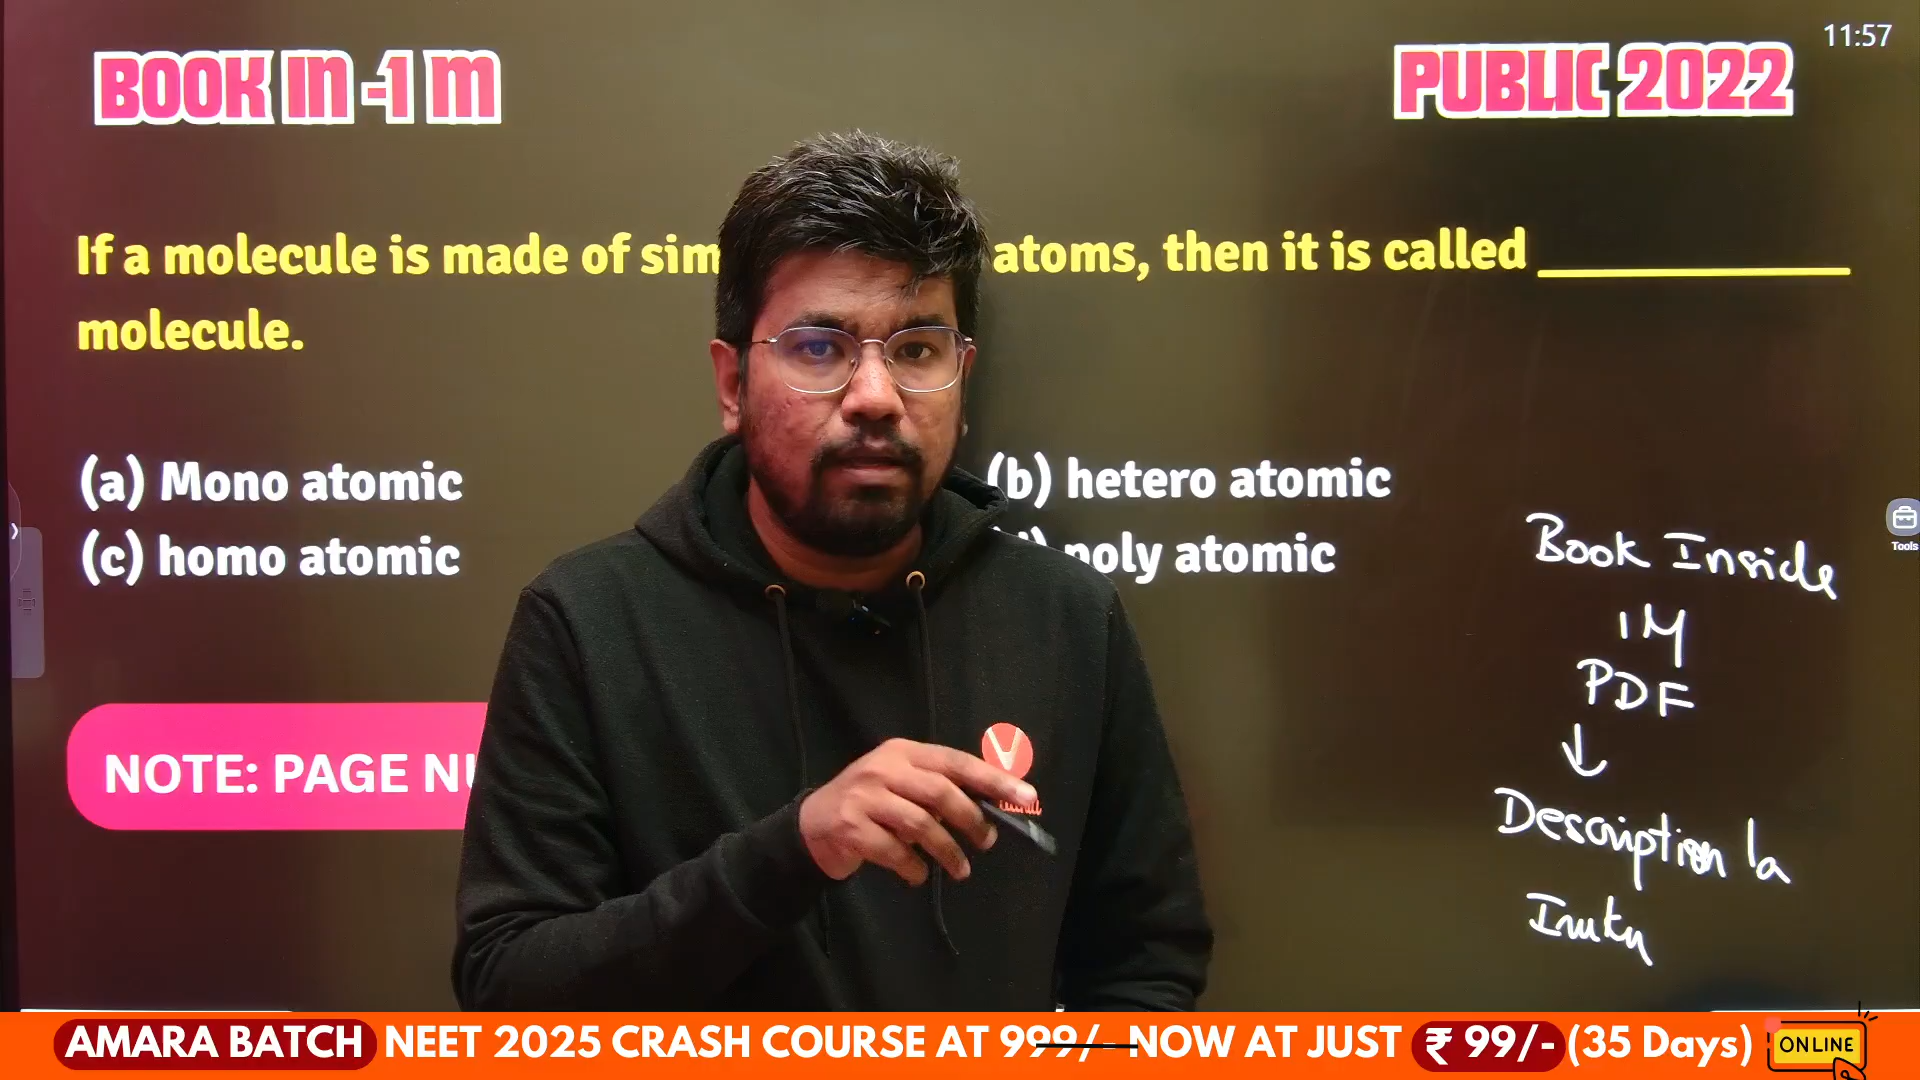 BOOK IN -1 M
PUBLIC 2022
11:57
If a molecule is made of sim atoms, then it is called __________
molecule.
(a) Mono atomic
(b) hetero atomic
(c) homo atomic
poly atomic
Book Inside
1M
PDF
↓
Description la
Tools
NOTE: PAGE NU
V
AMARA BATCH NEET 2025 CRASH COURSE AT 999/- NOW AT JUST ₹ 99/- (35 Days) ONLINE